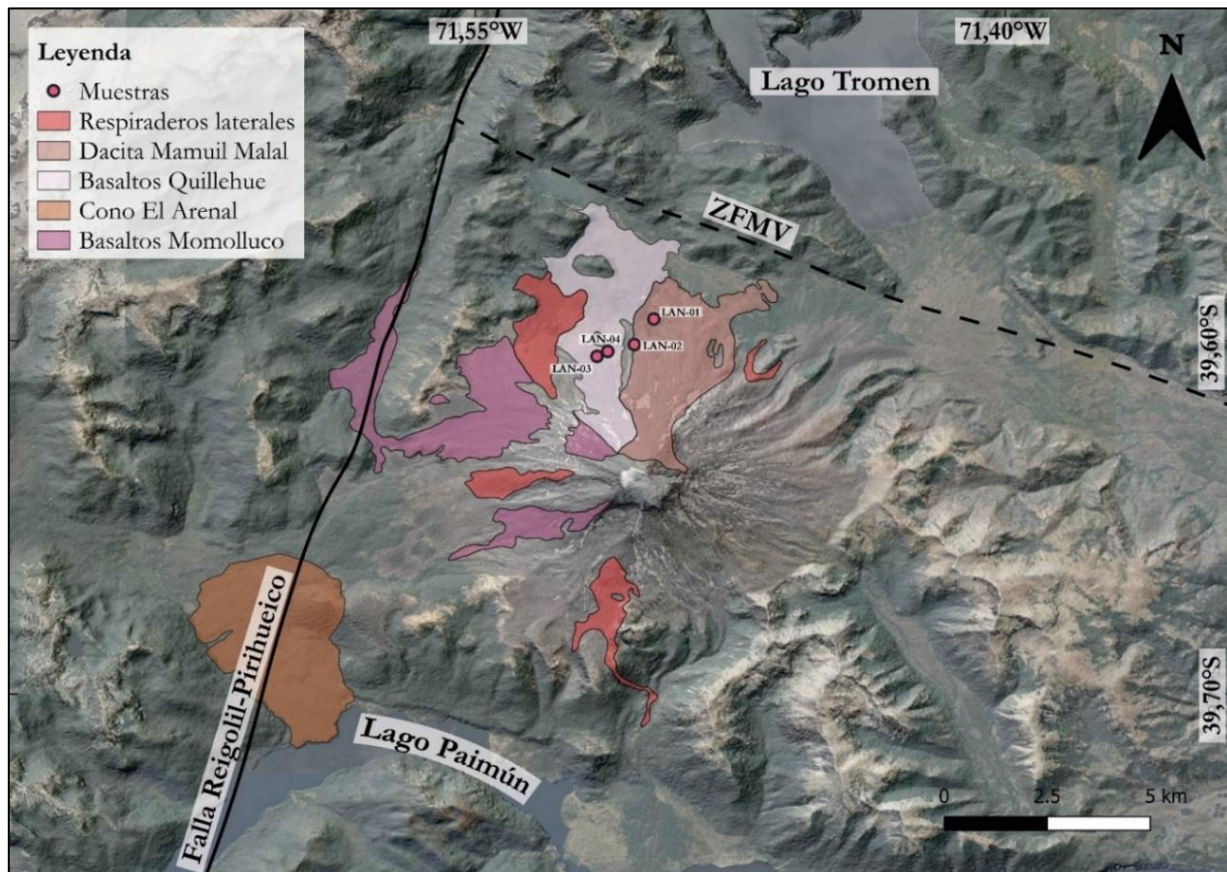 71,55°W
71,40°W
Leyenda
Muestras
Respiraderos laterales
Dacita Mamuil Malal
Basaltos Quillehue
Cono El Arenal
Basaltos Momolluco
N
Lago Tromen
ZFMV
LAN-01
LAN-02
LAN-04
LAN-03
39,60°S
Falla Reigolil-Pirihueico
39,70°S
Lago Paimún
0
2.5
5 km